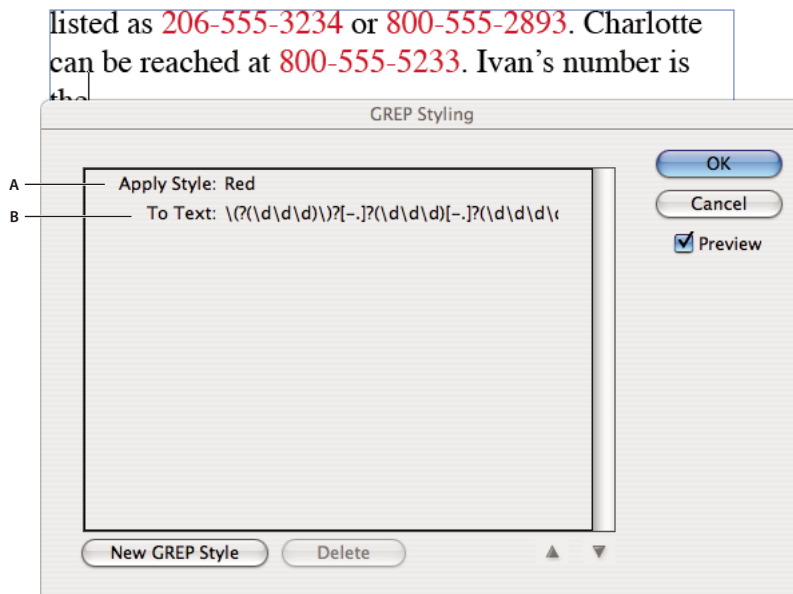 listed as 206-555-3234 or 800-555-2893. Charlotte
can be reached at 800-555-5233. Ivan’s number is
the
GREP Styling
A
Apply Style: Red
B
To Text: \(?(\d\d\d)\)?[-.]?(\d\d\d)[-.]?(\d\d\d\
OK
Cancel
Preview
New GREP Style
Delete